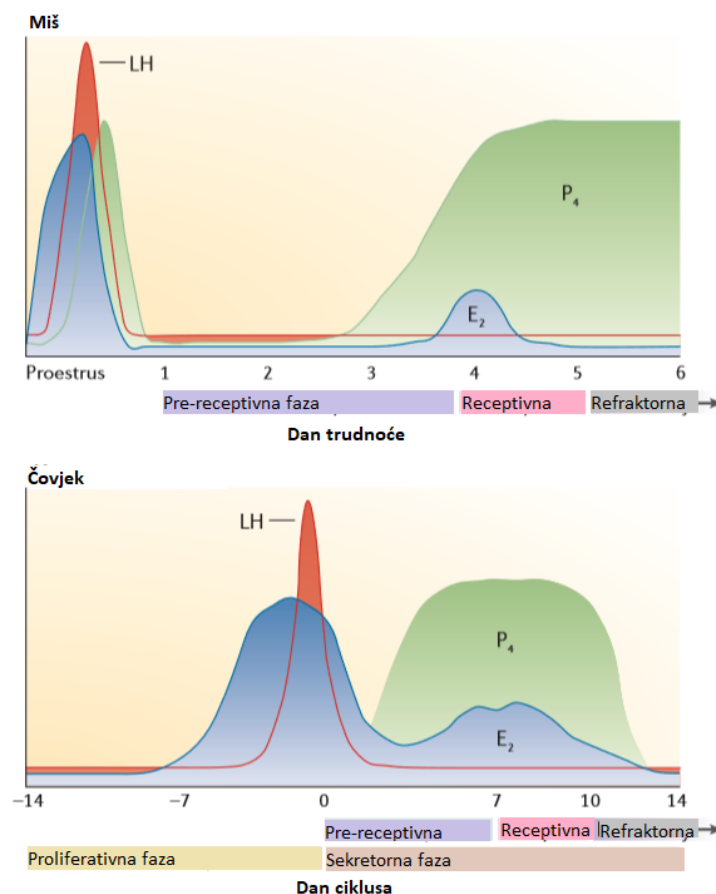 Miš
LH
P₄
E₂
Proestrus 1 2 3 4 5 6
Pre-receptivna faza Receptivna Refraktorna
Dan trudnoće
Čovjek
LH
P₄
E₂
−14 −7 0 7 10 14
Pre-receptivna Receptivna Refraktorna
Proliferativna faza Sekretorna faza
Dan ciklusa